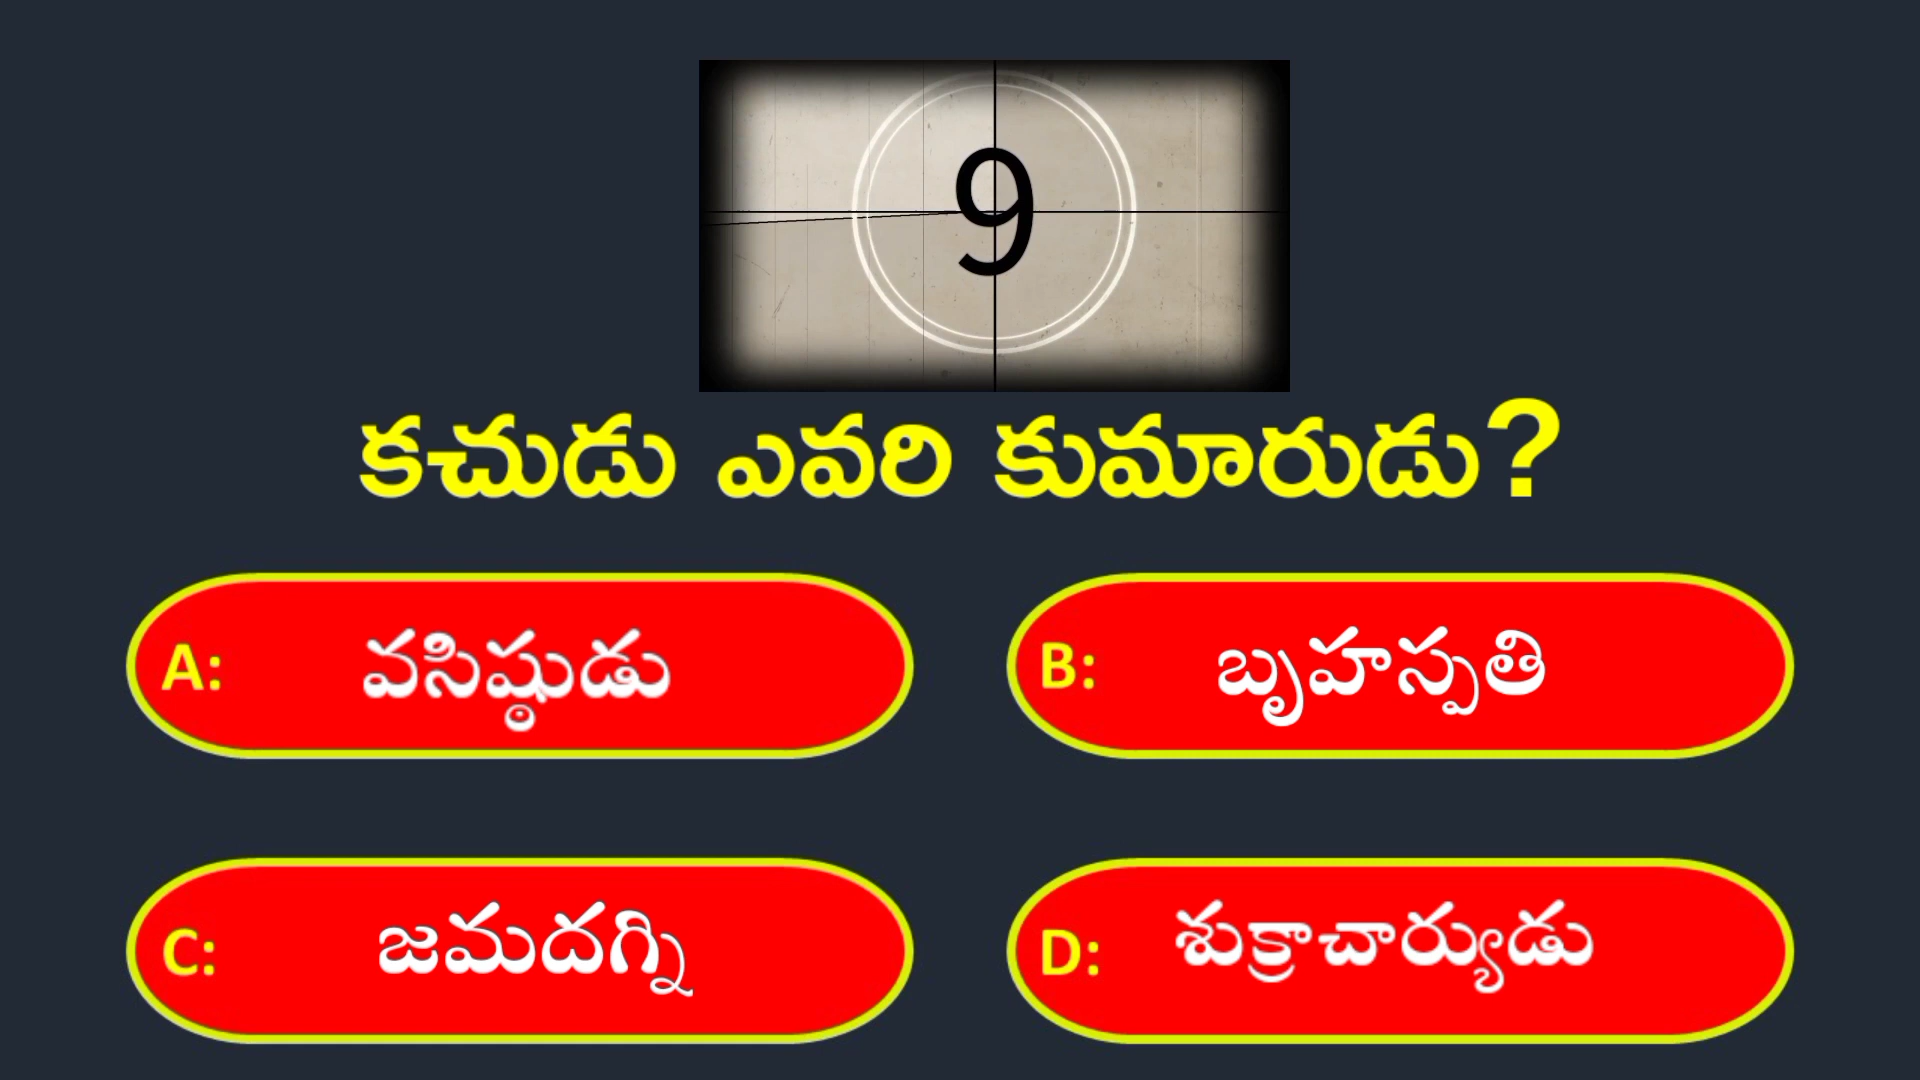 9
కచుడు ఎవరి కుమారుడు?
A: వసిష్ఠుడు
B: బృహస్పతి
C: జమదగ్ని
D: శుక్రాచార్యుడు